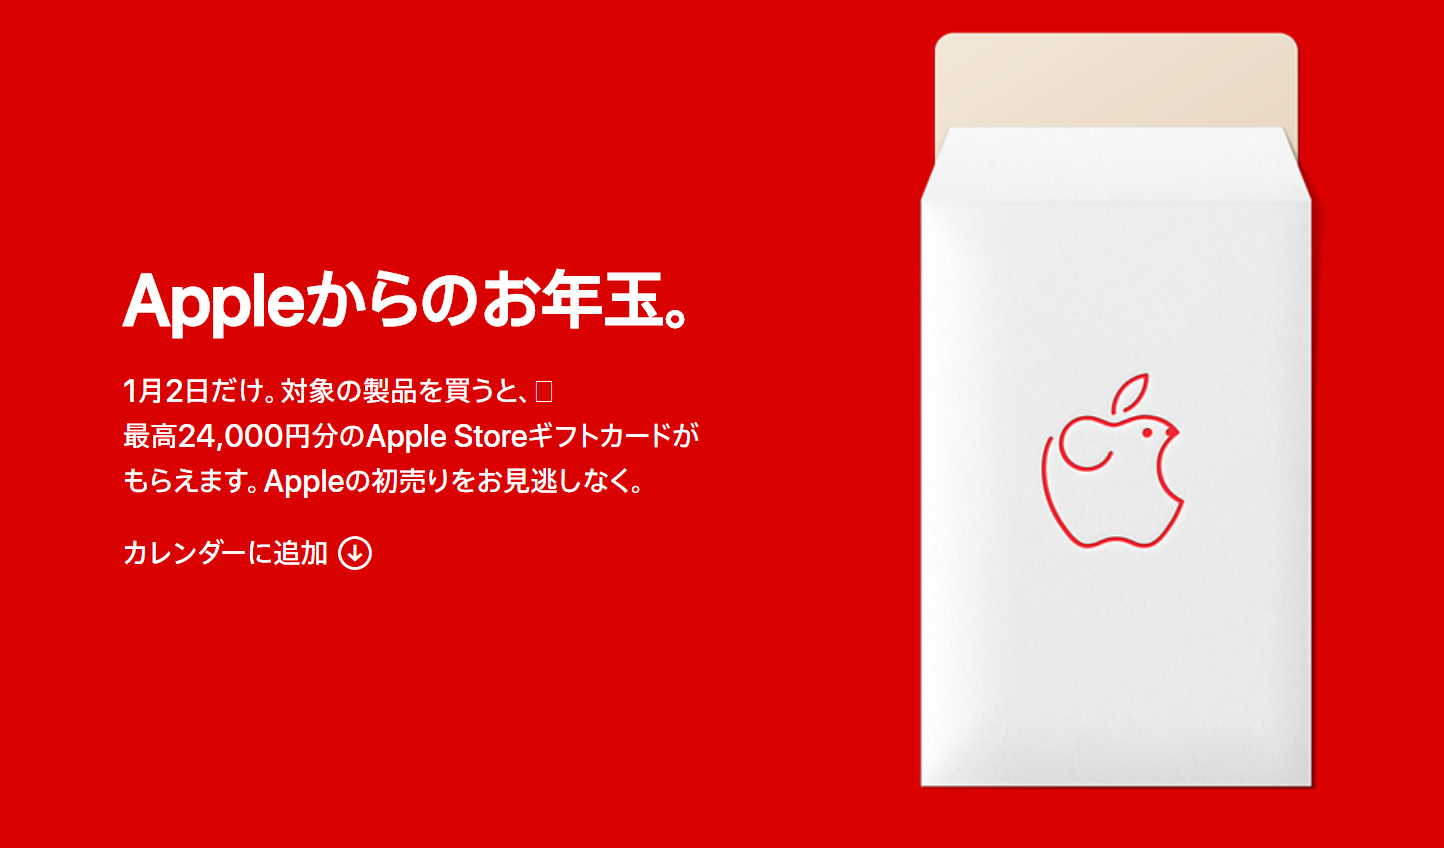 Appleからのお年玉。
1月2日だけ。対象の製品を買うと、
最高24,000円分のApple Storeギフトカードが
もらえます。Appleの初売りをお見逃しなく。
カレンダーに追加